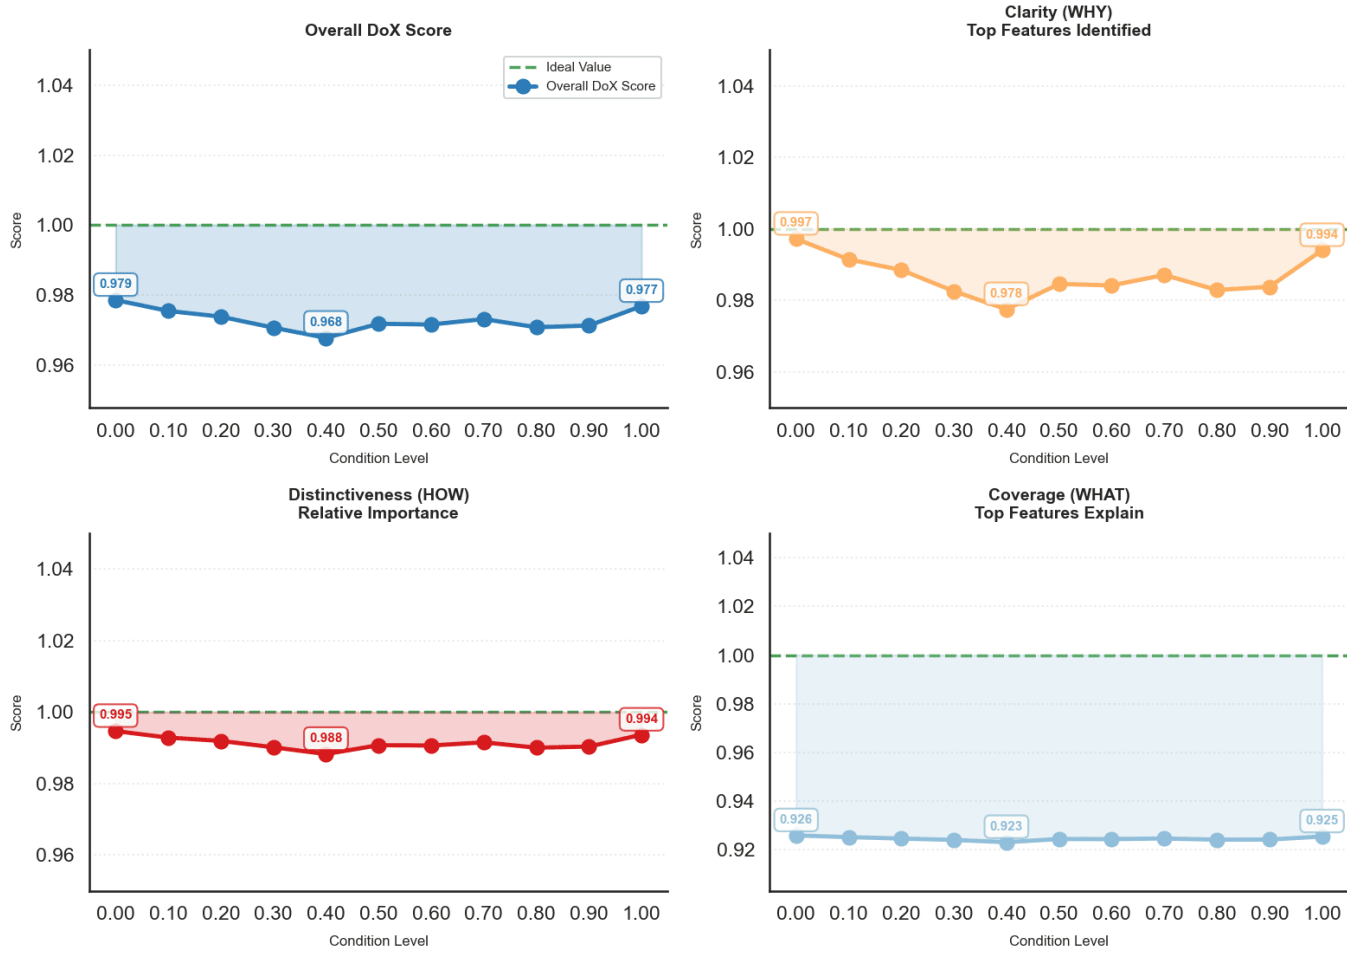 Overall DoX Score
Ideal Value
Overall DoX Score
1.04
1.02
1.00
0.98
0.96
Score
0.979
0.968
0.977
0.00 0.10 0.20 0.30 0.40 0.50 0.60 0.70 0.80 0.90 1.00
Condition Level
Clarity (WHY)
Top Features Identified
1.04
1.02
1.00
0.98
0.96
Score
0.997
0.978
0.994
0.00 0.10 0.20 0.30 0.40 0.50 0.60 0.70 0.80 0.90 1.00
Condition Level
Distinctiveness (HOW)
Relative Importance
1.04
1.02
1.00
0.98
0.96
Score
0.995
0.988
0.994
0.00 0.10 0.20 0.30 0.40 0.50 0.60 0.70 0.80 0.90 1.00
Condition Level
Coverage (WHAT)
Top Features Explain
1.04
1.02
1.00
0.98
0.96
0.94
0.92
Score
0.926
0.923
0.925
0.00 0.10 0.20 0.30 0.40 0.50 0.60 0.70 0.80 0.90 1.00
Condition Level